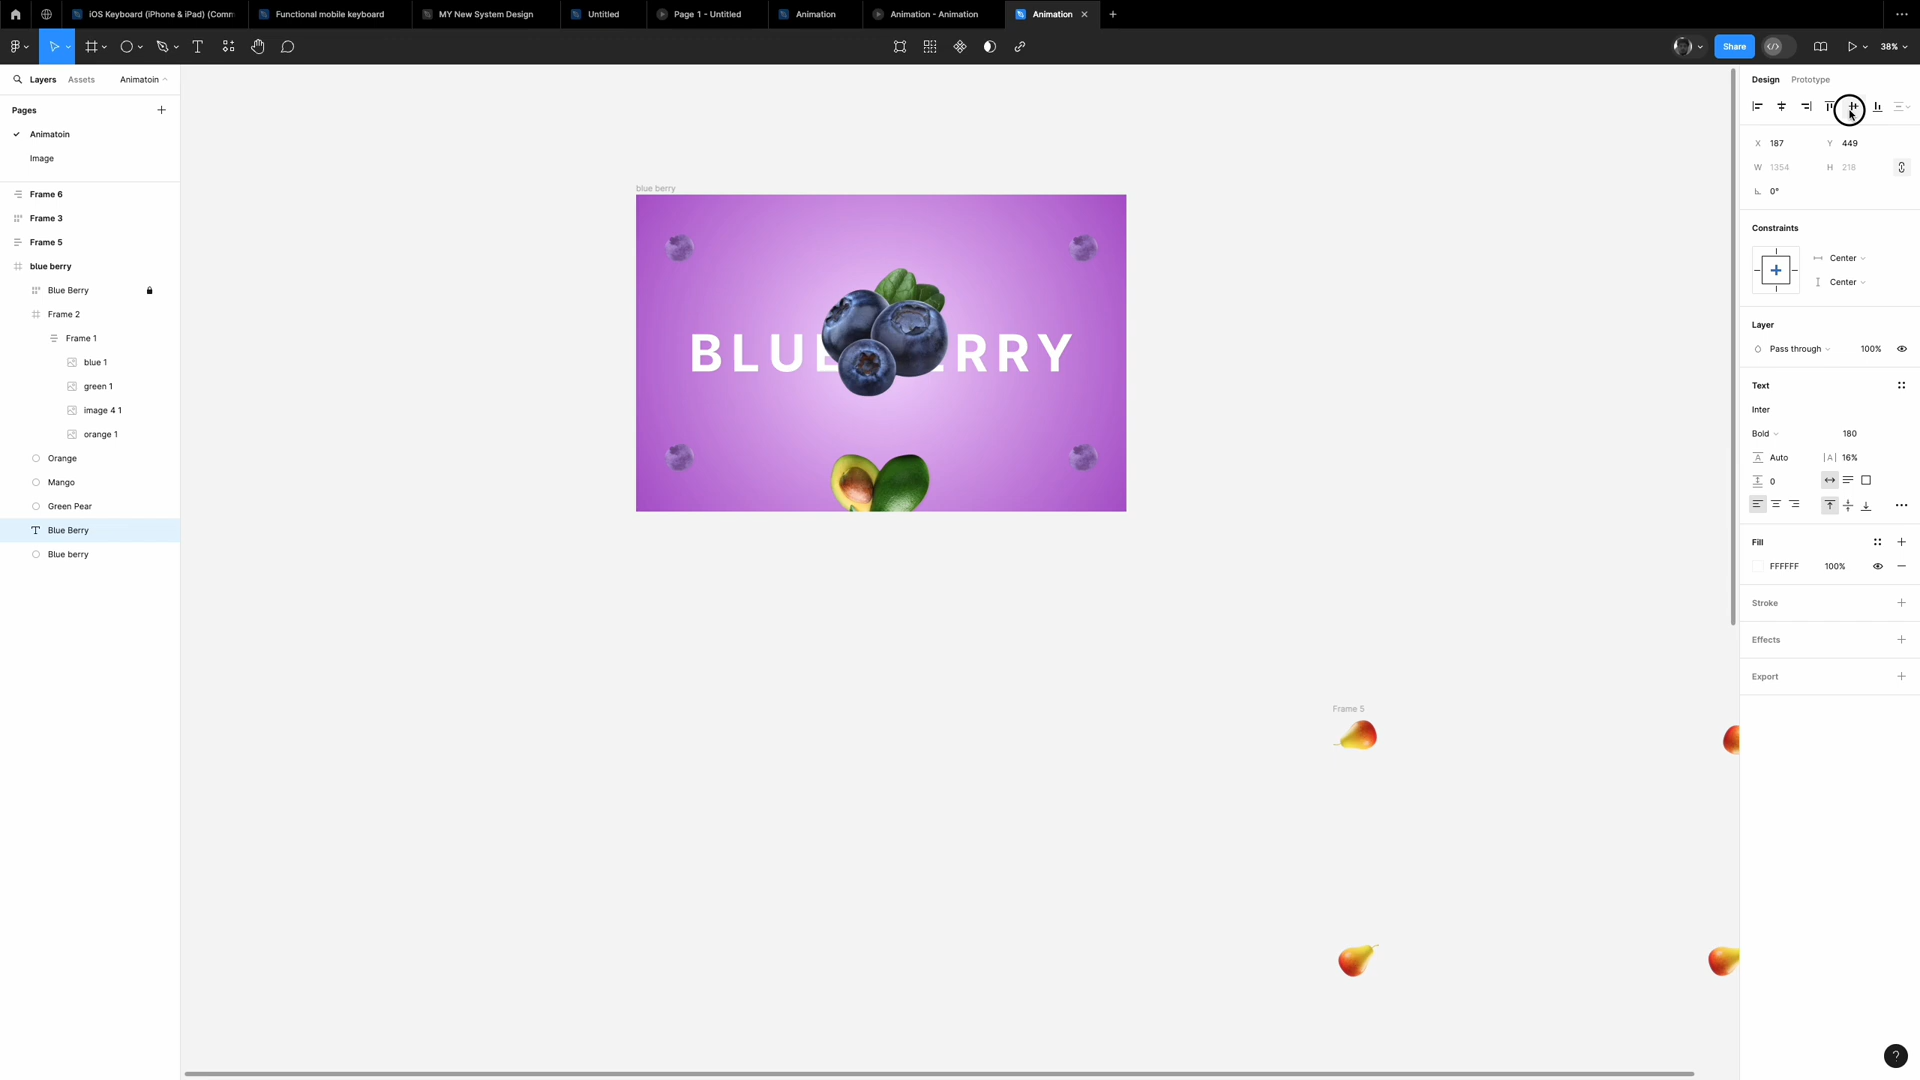 iOS Keyboard (iPhone & iPad) (Comm
Functional mobile keyboard
MY New System Design
Untitled
Page 1 - Untitled
Animation
Animation - Animation
Animation
Share
38%
Layers
Assets
Animatoin
Pages
Animatoin
Image
Frame 6
Frame 3
Frame 5
blue berry
Blue Berry
Frame 2
Frame 1
blue 1
green 1
image 4 1
orange 1
Orange
Mango
Green Pear
Blue Berry
Blue berry
blue berry
BLUE ERRY
Frame 5
Design
Prototype
X 187
Y 449
W 1354
H 218
0°
Constraints
Center
Center
Layer
Pass through
100%
Text
Inter
Bold
180
Auto
|A| 16%
0
Fill
FFFFFF
100%
Stroke
Effects
Export
?